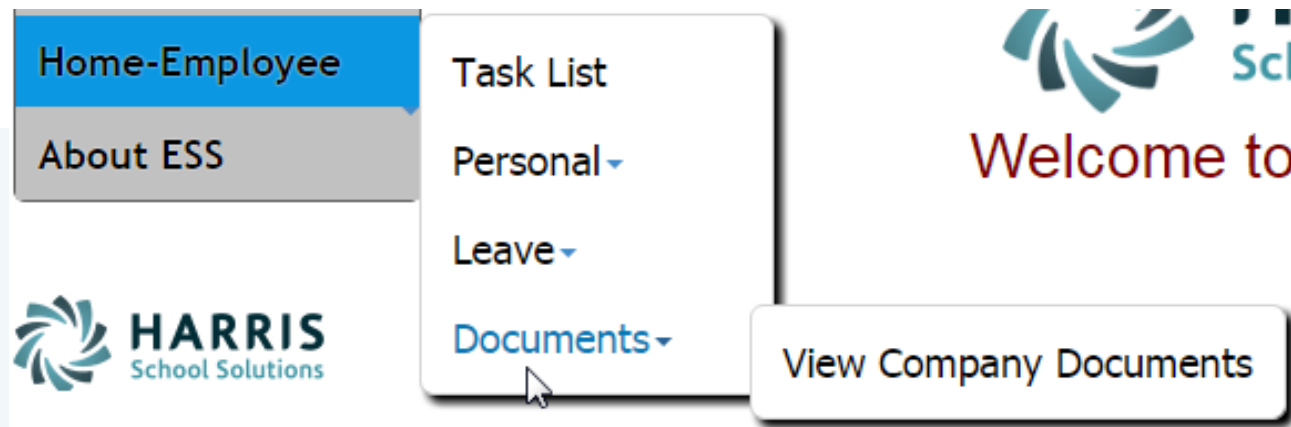 Home-Employee
About ESS
Task List
Personal
Leave
Documents
View Company Documents
Welcome to
HARRIS
School Solutions